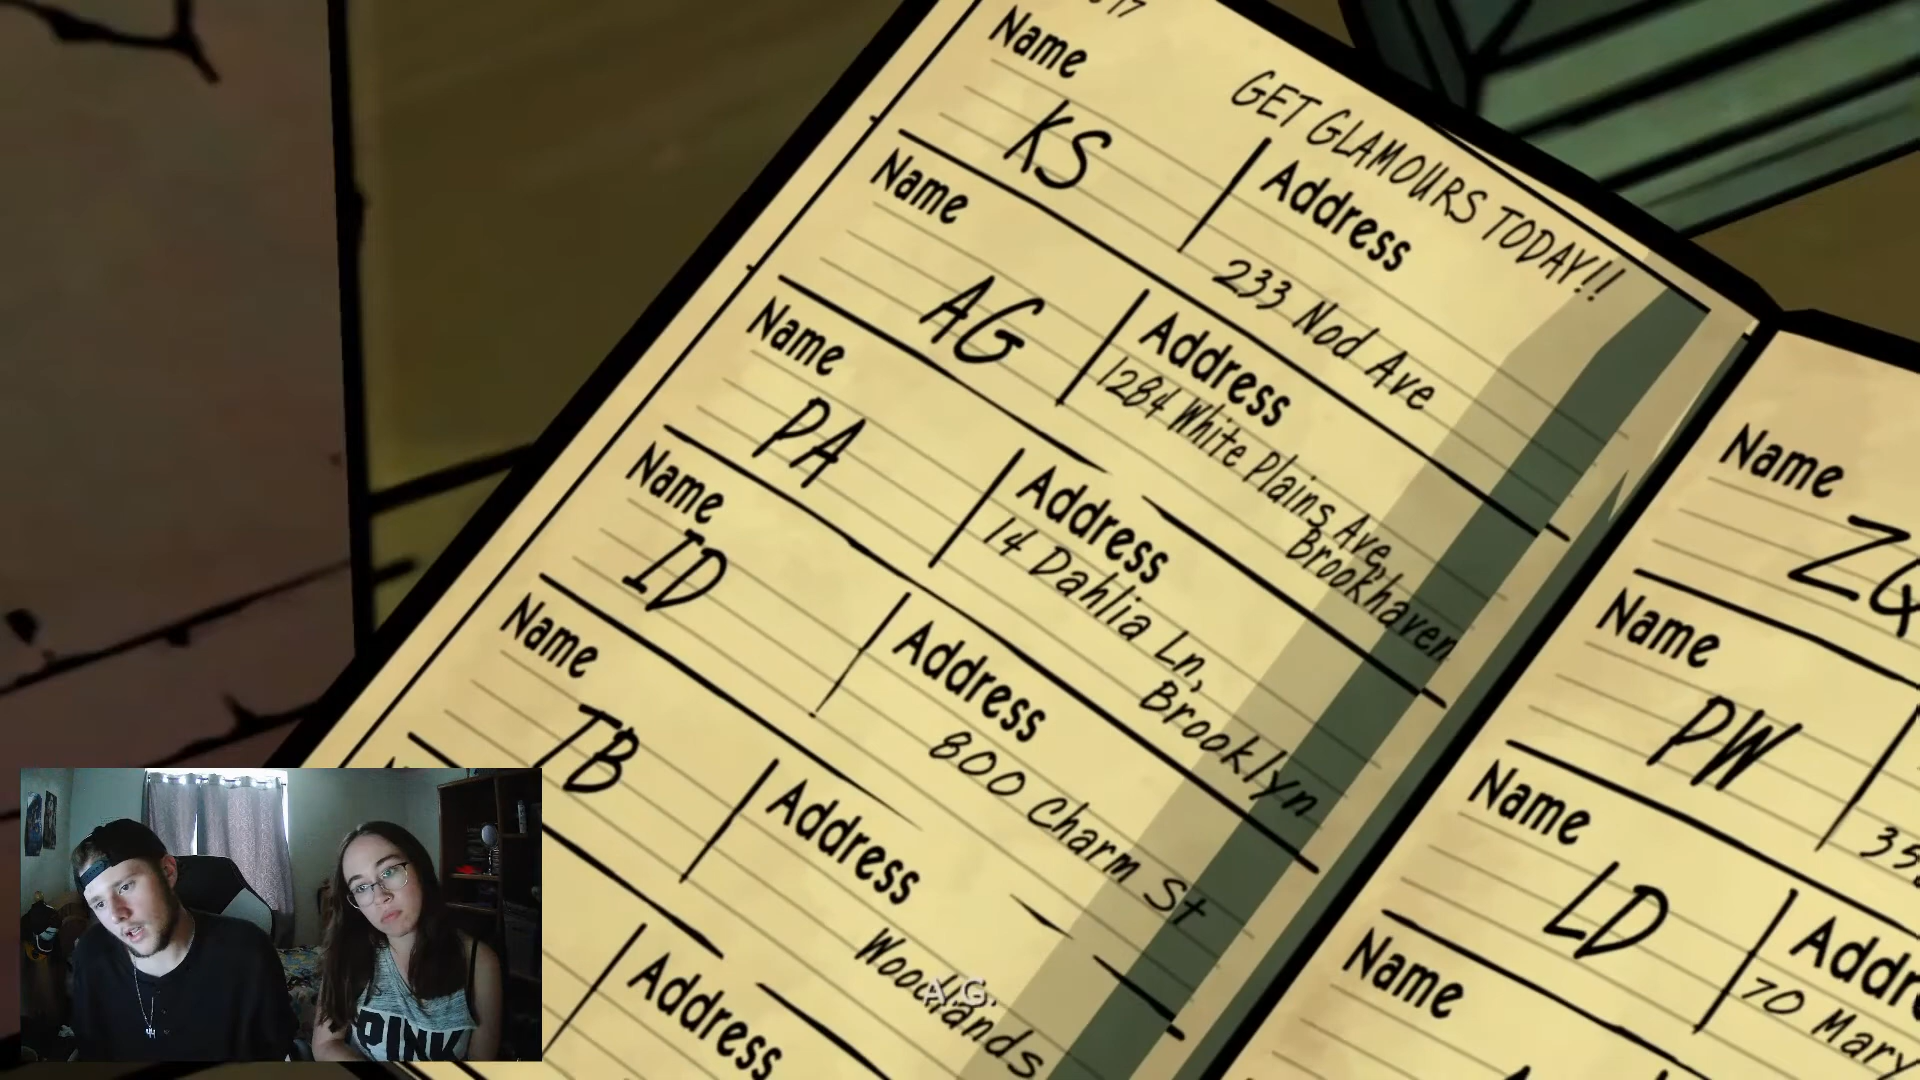 GET GLAMOURS TODAY!!
Name
KS
Address
233 Nod Ave
Name
AG
Address
1284 White Plains Ave,
Brookhaven
Name
PA
Address
14 Dahlia Ln,
Brooklyn
Name
ID
Address
800 Charm St
Name
TB
Address
Woodlands
Address
Name
Name
PW
Name
LD
70 Mary
Name
A.G.
PINK